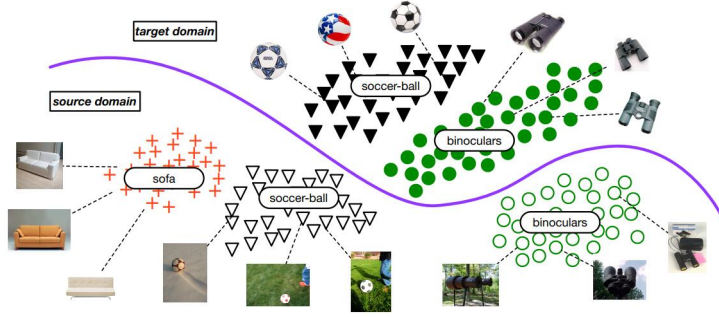 target domain
source domain
soccer-ball
binoculars
sofa
soccer-ball
binoculars